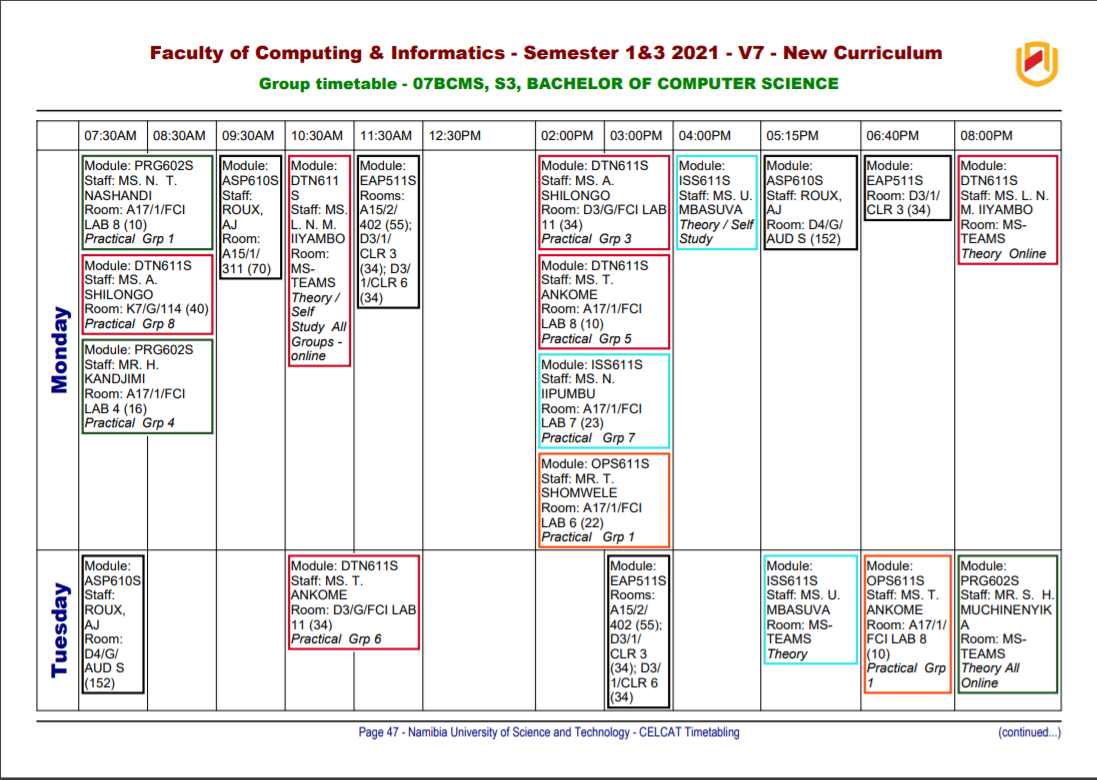 Faculty of Computing & Informatics - Semester 1&3 2021 - V7 - New Curriculum
Group timetable - 07BCMS, S3, BACHELOR OF COMPUTER SCIENCE
07:30AM 08:30AM 09:30AM 10:30AM 11:30AM 12:30PM 02:00PM 03:00PM 04:00PM 05:15PM 06:40PM 08:00PM
Monday
Module: PRG602S
Staff: MS. N. T.
NASHANDI
Room: A17/1/FCI
LAB 8 (10)
Practical Grp 1
Module: DTN611S
Staff: MS. A.
SHILONGO
Room: K7/G/114 (40)
Practical Grp 8
Module: PRG602S
Staff: MR. H.
KANDJIMI
Room: A17/1/FCI
LAB 4 (16)
Practical Grp 4
Module:
ASP610S
Staff:
ROUX,
AJ
Room:
A15/1/
311 (70)
Module:
DTN611
S
Staff: MS.
L. N. M.
IIYAMBO
Room:
MS-
TEAMS
Theory /
Self
Study All
Groups -
online
Module:
EAP511S
Rooms:
A15/2/
402 (55);
D3/1/
CLR 3
(34); D3/
1/CLR 6
(34)
Module: DTN611S
Staff: MS. A.
SHILONGO
Room: D3/G/FCI LAB
11 (34)
Practical Grp 3
Module: DTN611S
Staff: MS. T.
ANKOME
Room: A17/1/FCI
LAB 8 (10)
Practical Grp 5
Module: ISS611S
Staff: MS. N.
IIPUMBU
Room: A17/1/FCI
LAB 7 (23)
Practical Grp 7
Module: OPS611S
Staff: MR. T.
SHOMWELE
Room: A17/1/FCI
LAB 6 (22)
Practical Grp 1
Module:
ISS611S
Staff: MS. U.
MBASUVA
Theory / Self
Study
Module:
ASP610S
Staff: ROUX,
AJ
Room: D4/G/
AUD S (152)
Module:
EAP511S
Room: D3/1/
CLR 3 (34)
Module:
DTN611S
Staff: MS. L. N.
M. IIYAMBO
Room: MS-
TEAMS
Theory Online
Tuesday
Module:
ASP610S
Staff:
ROUX,
AJ
Room:
D4/G/
AUD S
(152)
Module: DTN611S
Staff: MS. T.
ANKOME
Room: D3/G/FCI LAB
11 (34)
Practical Grp 6
Module:
EAP511S
Rooms:
A15/2/
402 (55);
D3/1/
CLR 3
(34); D3/
1/CLR 6
(34)
Module:
ISS611S
Staff: MS. U.
MBASUVA
Room: MS-
TEAMS
Theory
Module:
OPS611S
Staff: MS. T.
ANKOME
Room: A17/1/
FCI LAB 8
(10)
Practical Grp
1
Module:
PRG602S
Staff: MR. S. H.
MUCHINENYIK
A
Room: MS-
TEAMS
Theory All
Online
Page 47 - Namibia University of Science and Technology - CELCAT Timetabling
(continued...)